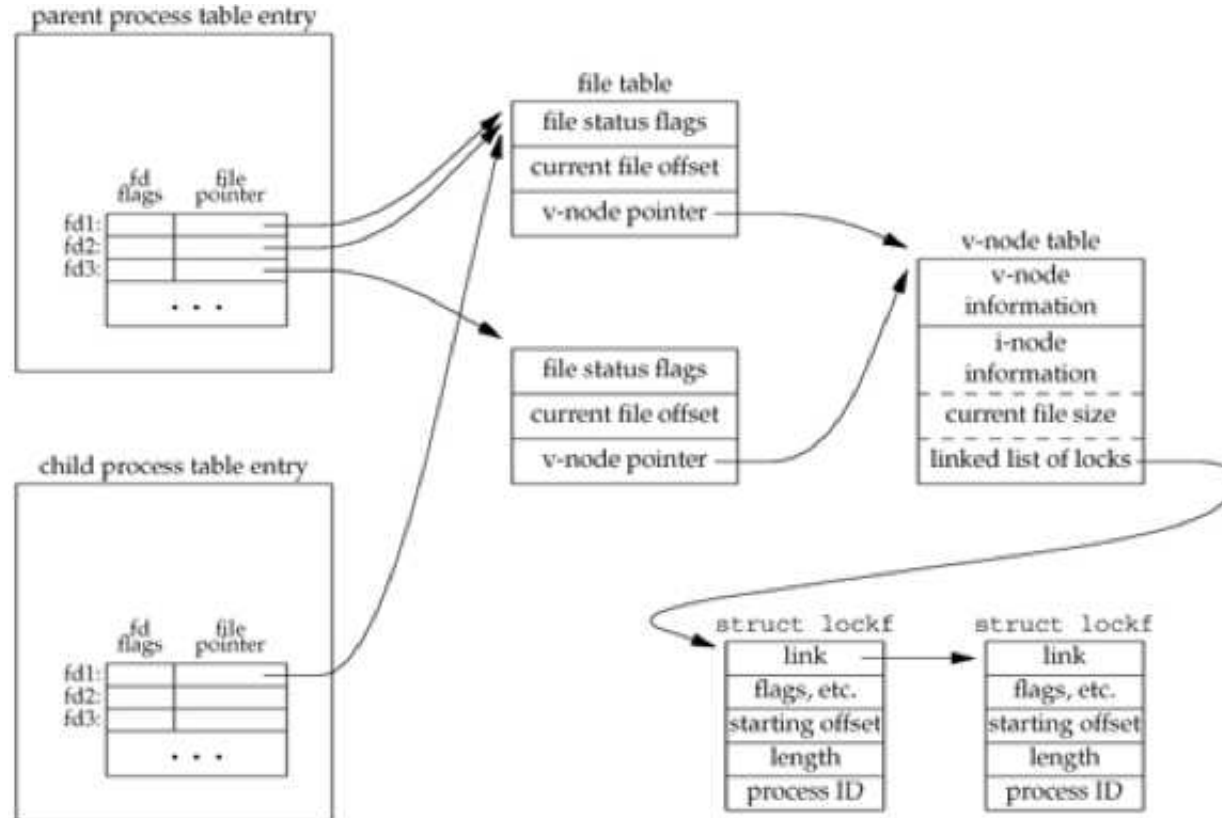 parent process table entry
fd flags
file pointer
fd1:
fd2:
fd3:
. . .
file table
file status flags
current file offset
v-node pointer
file status flags
current file offset
v-node pointer
v-node table
v-node
information
i-node
information
current file size
linked list of locks
child process table entry
fd flags
file pointer
fd1:
fd2:
fd3:
. . .
struct lockf
link
flags, etc.
starting offset
length
process ID
struct lockf
link
flags, etc.
starting offset
length
process ID